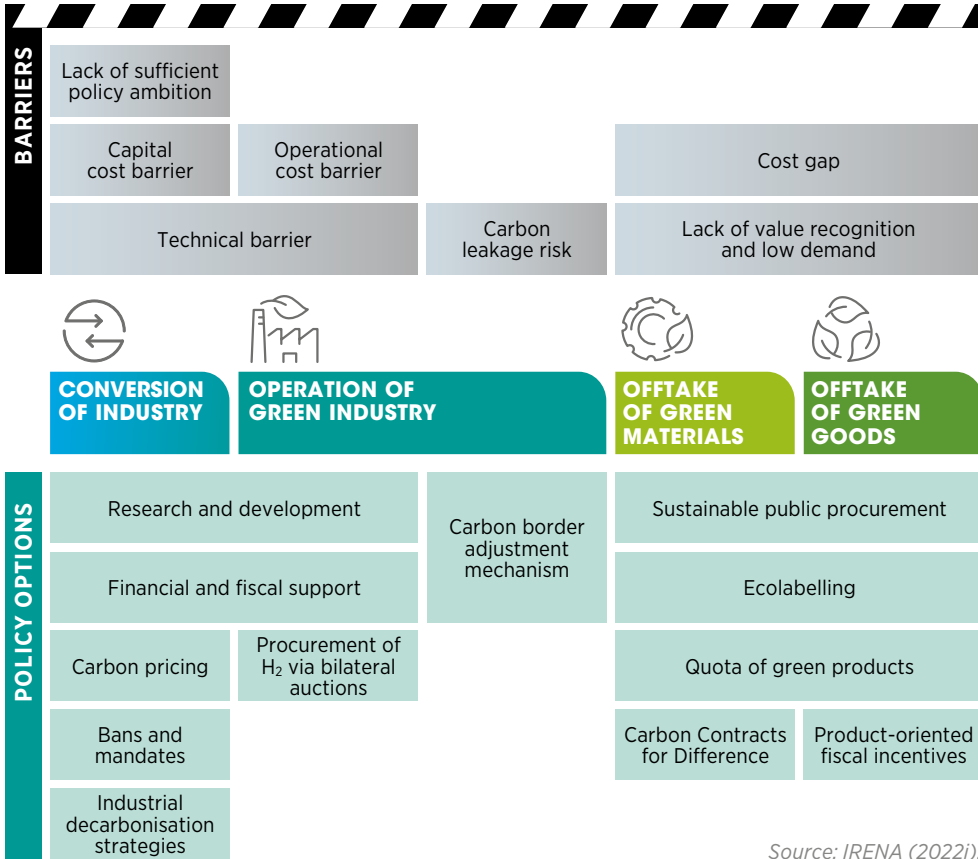 BARRIERS
Lack of sufficient
policy ambition
Capital
cost barrier
Operational
cost barrier
Cost gap
Technical barrier
Carbon
leakage risk
Lack of value recognition
and low demand
CONVERSION
OF INDUSTRY
OPERATION OF
GREEN INDUSTRY
OFFTAKE
OF GREEN
MATERIALS
OFFTAKE
OF GREEN
GOODS
POLICY OPTIONS
Research and development
Carbon border
adjustment
mechanism
Sustainable public procurement
Financial and fiscal support
Ecolabelling
Carbon pricing
Procurement of
H₂ via bilateral
auctions
Quota of green products
Bans and
mandates
Carbon Contracts
for Difference
Product-oriented
fiscal incentives
Industrial
decarbonisation
strategies
Source: IRENA (2022i).